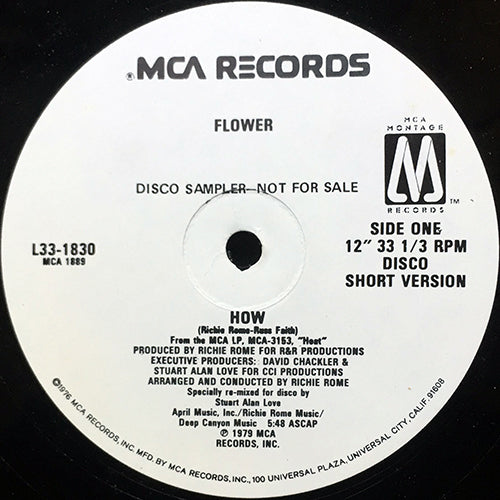 ® MCA RECORDS
FLOWER
MCA
MONTAGE
M
RECORDS
TM
DISCO SAMPLER—NOT FOR SALE
L33-1830
MCA 1889
SIDE ONE
12" 33 1/3 RPM
DISCO
SHORT VERSION
HOW
(Richie Rome-Russ Faith)
From the MCA LP, MCA-3153, "Heat"
PRODUCED BY RICHIE ROME FOR R&R PRODUCTIONS
EXECUTIVE PRODUCERS: DAVID CHACKLER &
STUART ALAN LOVE FOR CCI PRODUCTIONS
ARRANGED AND CONDUCTED BY RICHIE ROME
Specially re-mixed for disco by
Stuart Alan Love
April Music, Inc./Richie Rome Music/
Deep Canyon Music 5:48 ASCAP
℗ 1979 MCA
RECORDS, INC.
©1976 MCA RECORDS, INC. MFD. BY MCA RECORDS, INC., 100 UNIVERSAL PLAZA, UNIVERSAL CITY, CALIF. 91608